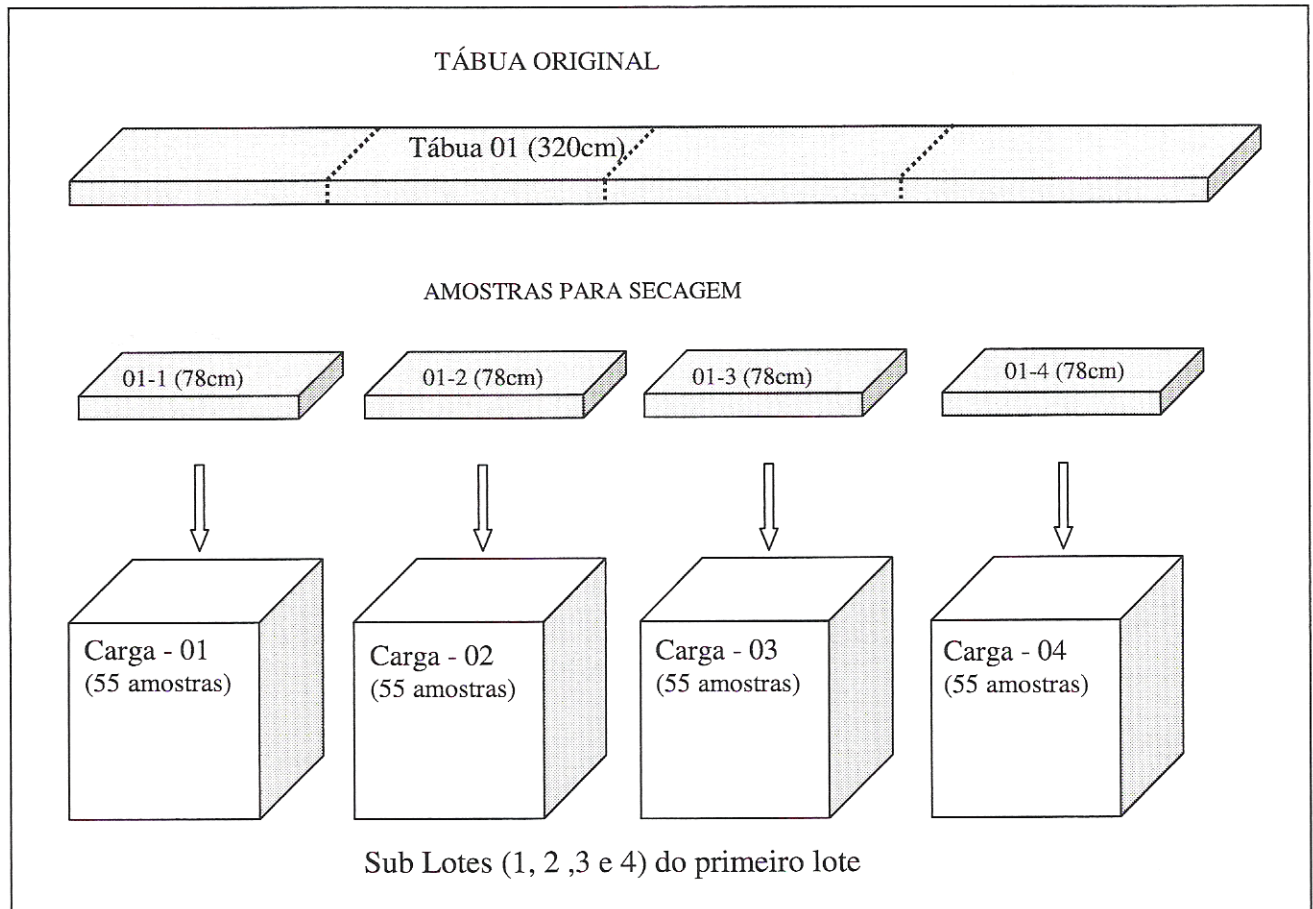 TÁBUA ORIGINAL
Tábua 01 (320cm)
AMOSTRAS PARA SECAGEM
01-1 (78cm)
01-2 (78cm)
01-3 (78cm)
01-4 (78cm)
Carga - 01
(55 amostras)
Carga - 02
(55 amostras)
Carga - 03
(55 amostras)
Carga - 04
(55 amostras)
Sub Lotes (1, 2 ,3 e 4) do primeiro lote